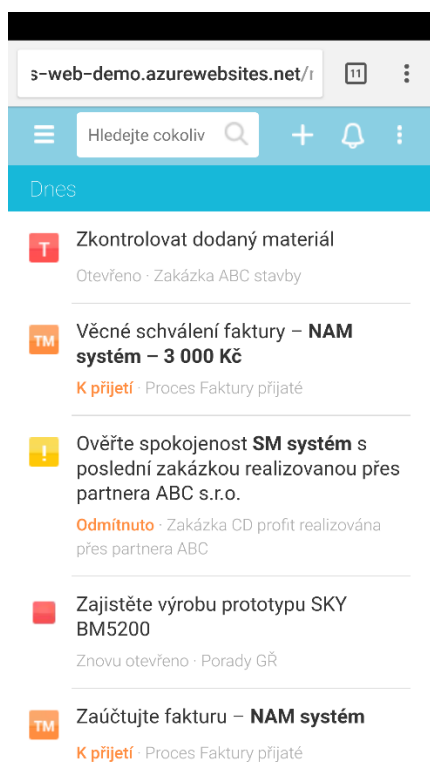 s-web-demo.azurewebsites.net/
11
Hledejte cokoliv
Dnes
T
Zkontrolovat dodaný materiál
Otevřeno · Zakázka ABC stavby
TM
Věcné schválení faktury – NAM
systém – 3 000 Kč
K přijetí · Proces Faktury přijaté
!
Ověřte spokojenost SM systém s
poslední zakázkou realizovanou přes
partnera ABC s.r.o.
Odmítnuto · Zakázka CD profit realizována
přes partnera ABC
Zajistěte výrobu prototypu SKY
BM5200
Znovu otevřeno · Porady GŘ
TM
Zaúčtujte fakturu – NAM systém
K přijetí · Proces Faktury přijaté